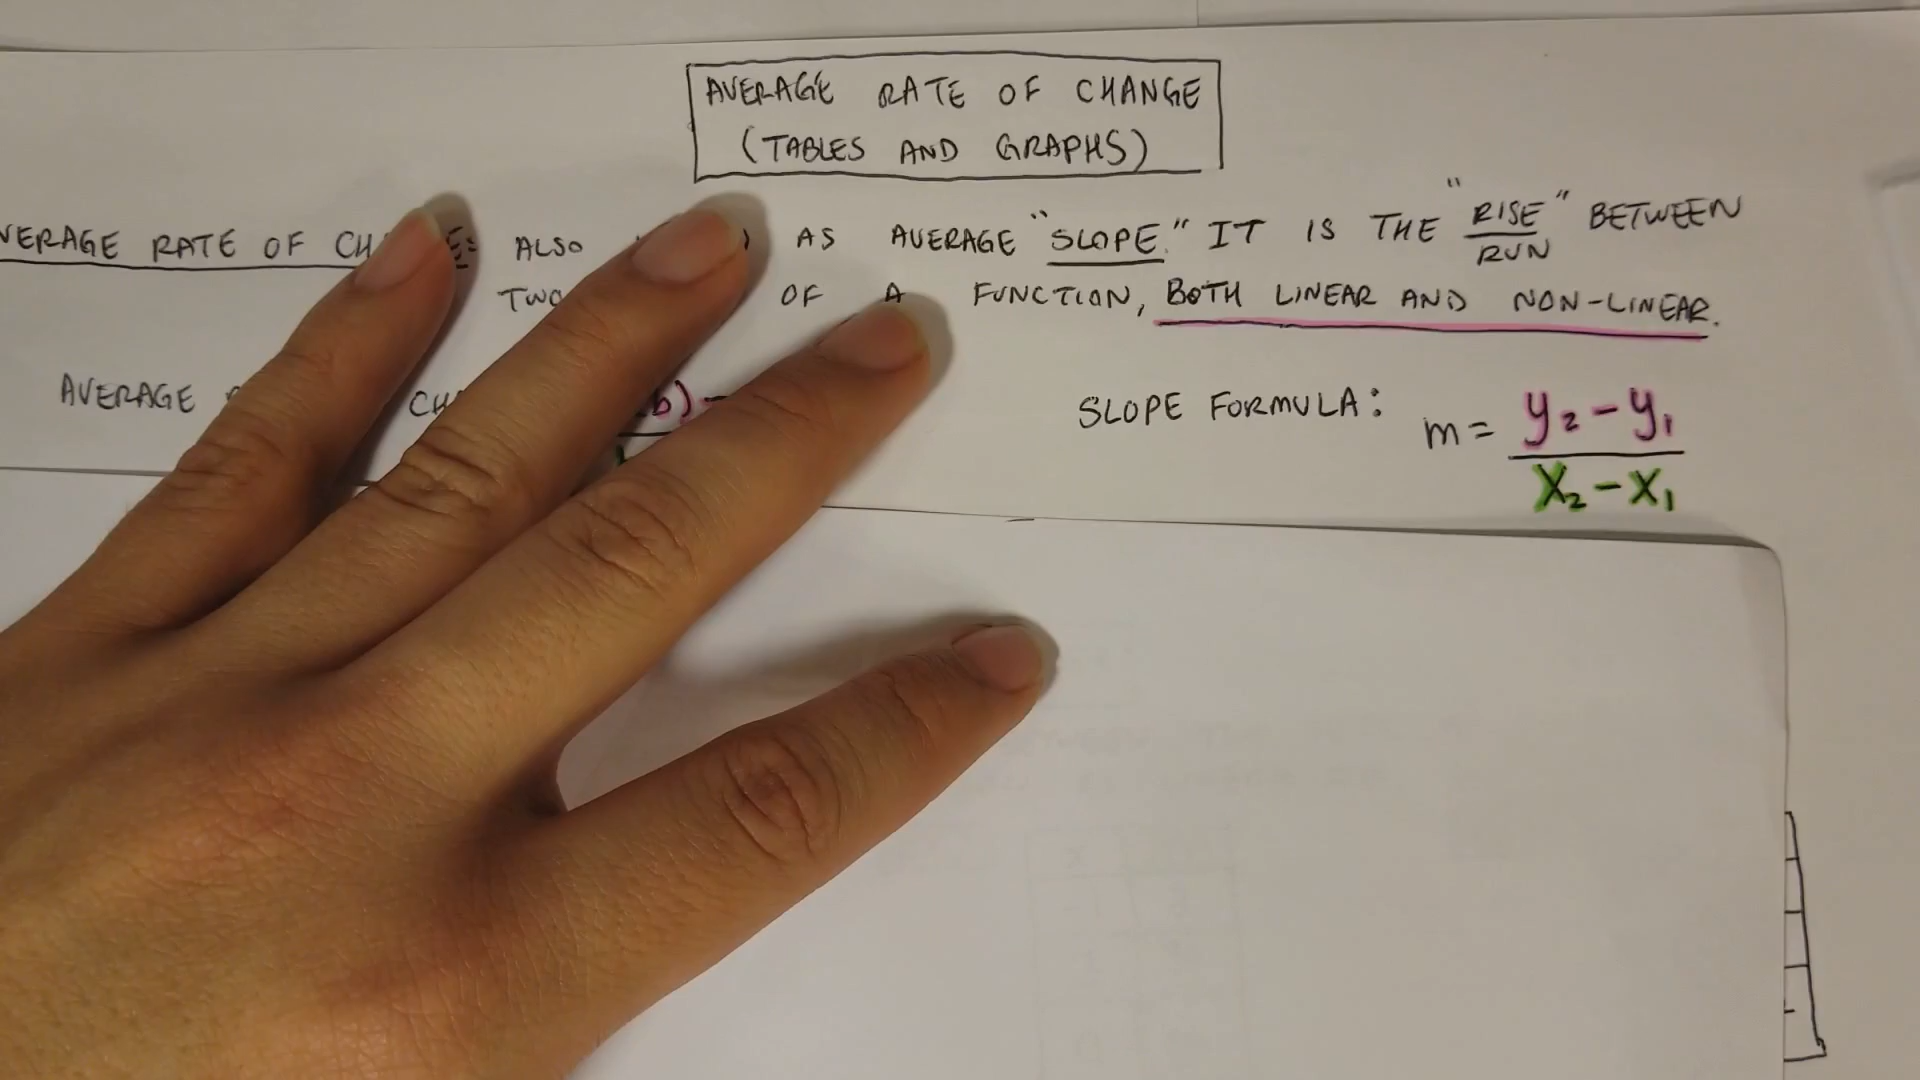 AVERAGE RATE OF CHANGE
(TABLES AND GRAPHS)
VERAGE RATE OF CH E: ALSO AS AVERAGE "SLOPE." IT IS THE "RISE/RUN" BETWEEN
TWO OF A FUNCTION, BOTH LINEAR AND NON-LINEAR.
AVERAGE CH b) -
SLOPE FORMULA: m = y₂ - y₁ / x₂ - x₁